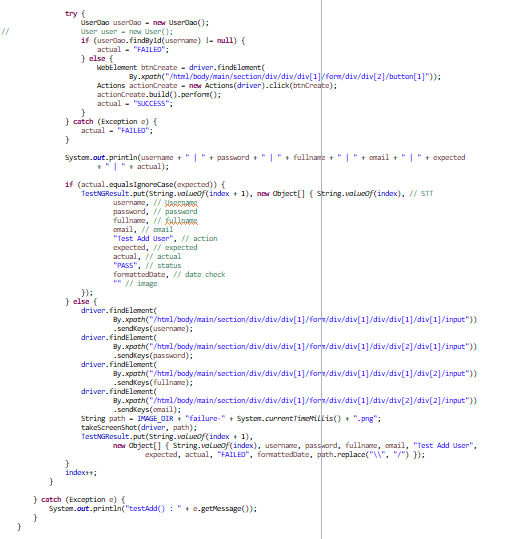 try {
UserDao userDao = new UserDao();
// User user = new User();
if (userDao.findById(username) != null) {
actual = "FAILED";
} else {
WebElement btnCreate = driver.findElement(
By.xpath("/html/body/main/section/div/div/div[1]/form/div/div[2]/button[1]"));
Actions actionCreate = new Actions(driver).click(btnCreate);
actionCreate.build().perform();
actual = "SUCCESS";
}
} catch (Exception e) {
actual = "FAILED";
}
System.out.println(username + " | " + password + " | " + fullname + " | " + email + " | " + expected
+ " | " + actual);
if (actual.equalsIgnoreCase(expected)) {
TestNGResult.put(String.valueOf(index + 1), new Object[] { String.valueOf(index), // STT
username, // Username
password, // password
fullname, // fullname
email, // email
"Test Add User", // action
expected, // expected
actual, // actual
"PASS", // status
formattedDate, // date check
"" // image
});
} else {
driver.findElement(
By.xpath("/html/body/main/section/div/div/div[1]/form/div/div[1]/div/div[1]/div[1]/input"))
.sendKeys(username);
driver.findElement(
By.xpath("/html/body/main/section/div/div/div[1]/form/div/div[1]/div/div[2]/div[1]/input"))
.sendKeys(password);
driver.findElement(
By.xpath("/html/body/main/section/div/div/div[1]/form/div/div[1]/div/div[1]/div[2]/input"))
.sendKeys(fullname);
driver.findElement(
By.xpath("/html/body/main/section/div/div/div[1]/form/div/div[1]/div/div[2]/div[2]/input"))
.sendKeys(email);
String path = IMAGE_DIR + "failure-" + System.currentTimeMillis() + ".png";
takeScreenShot(driver, path);
TestNGResult.put(String.valueOf(index + 1),
new Object[] { String.valueOf(index), username, password, fullname, email, "Test Add User",
expected, actual, "FAILED", formattedDate, path.replace("\\", "/") });
}
index++;
}
} catch (Exception e) {
System.out.println("testAdd() : " + e.getMessage());
}
}